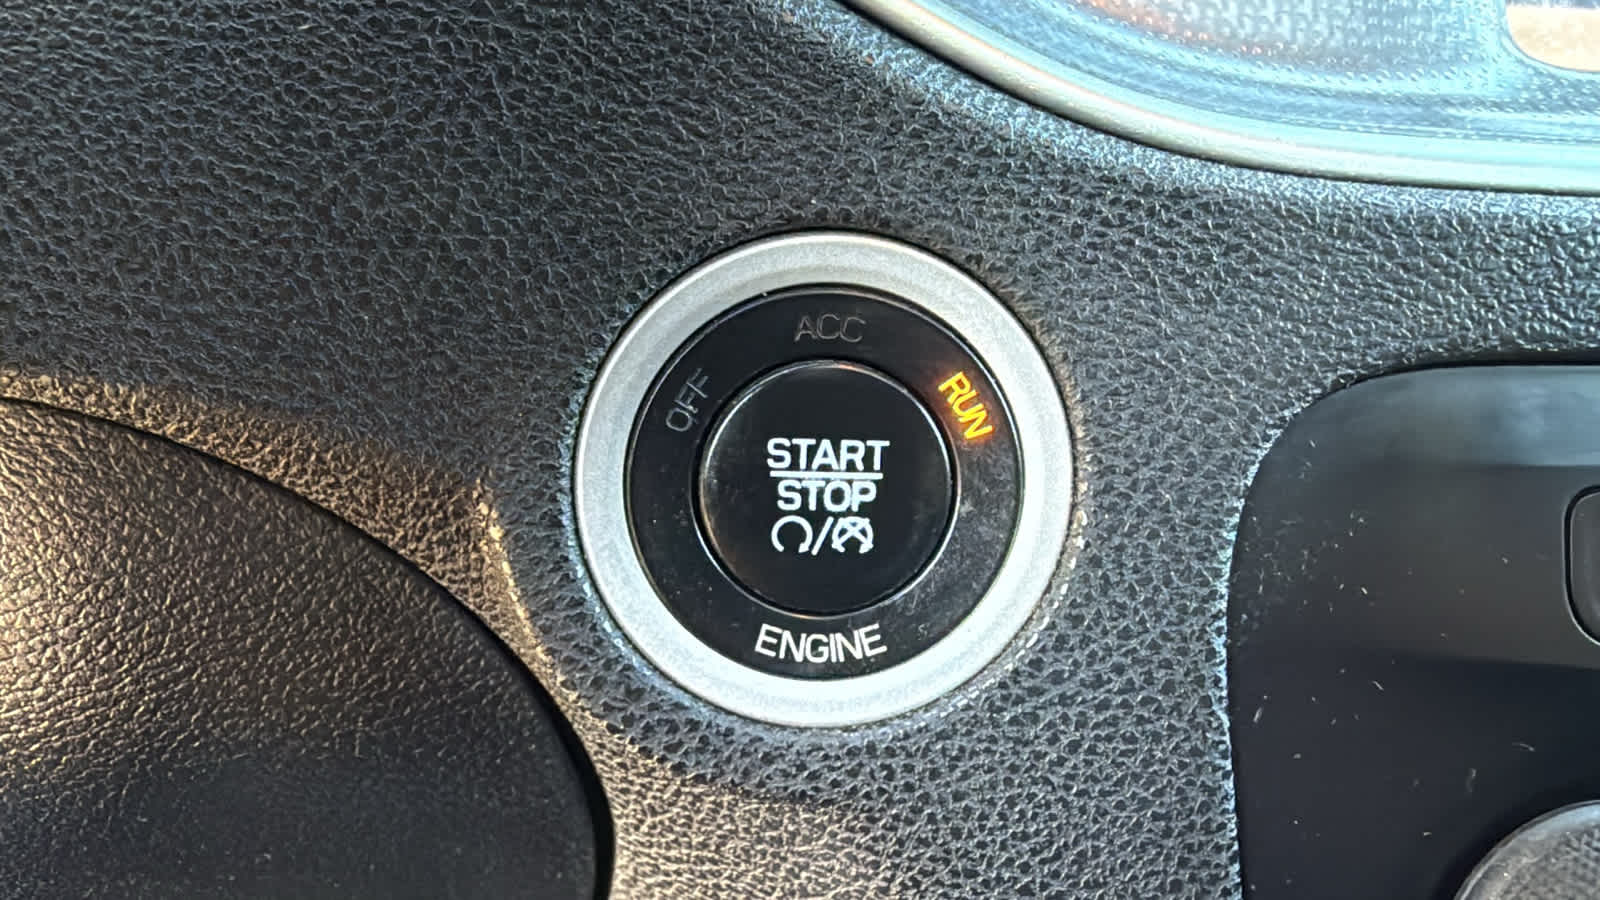 ACC
OFF
RUN
START
STOP
ENGINE